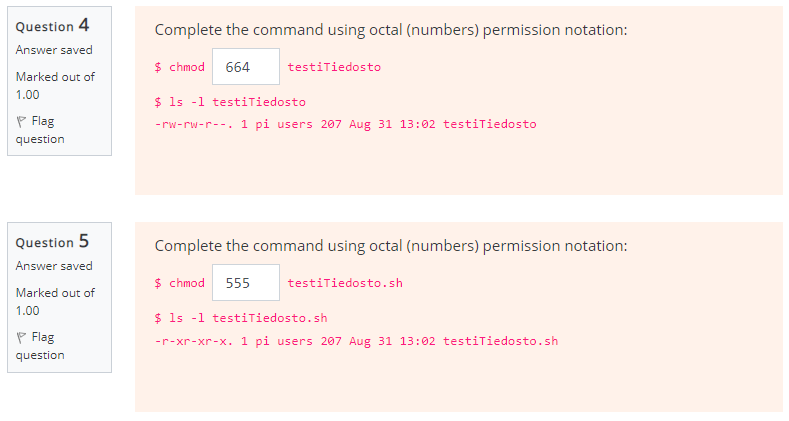 Question 4
Answer saved
Marked out of
1.00
Flag
question
Complete the command using octal (numbers) permission notation:
$ chmod 664 testiTiedosto
$ ls -l testiTiedosto
-rw-rw-r--. 1 pi users 207 Aug 31 13:02 testiTiedosto
Question 5
Answer saved
Marked out of
1.00
Flag
question
Complete the command using octal (numbers) permission notation:
$ chmod 555 testiTiedosto.sh
$ ls -l testiTiedosto.sh
-r-xr-xr-x. 1 pi users 207 Aug 31 13:02 testiTiedosto.sh